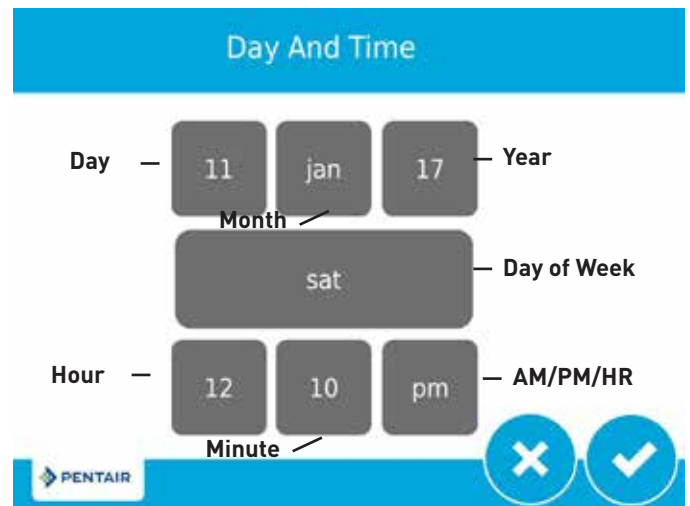 Day And Time
Day 11 jan 17 Year
Month
sat Day of Week
Hour 12 10 pm AM/PM/HR
Minute
PENTAIR